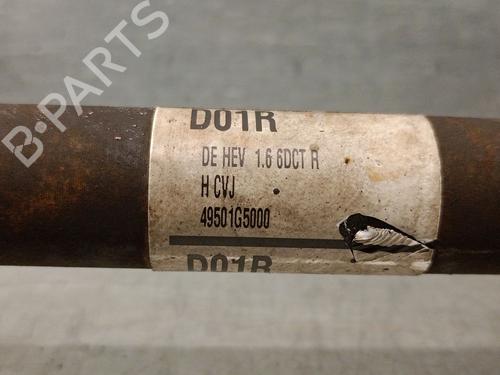 B-PARTS
D01R
DE HEV 1.6 6DCT R
H CVJ
49501G5000
D01R